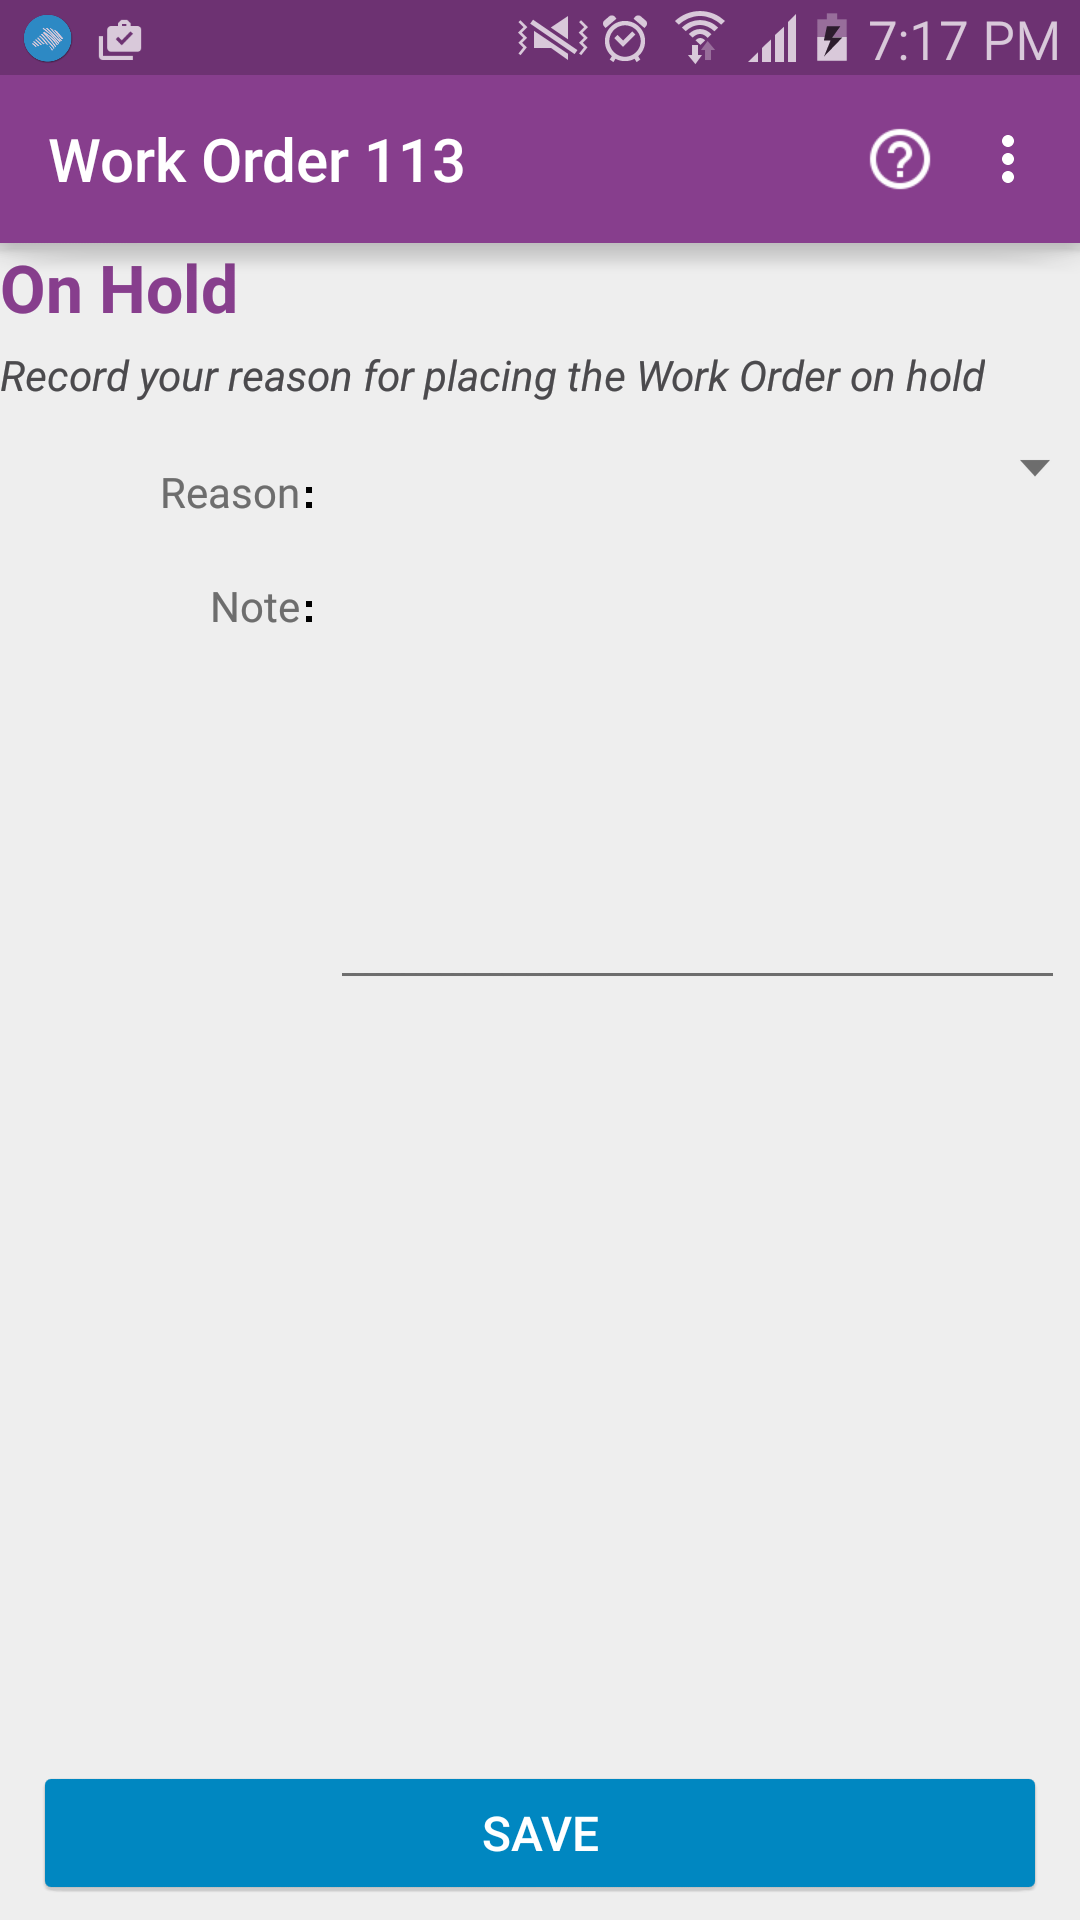 7:17 PM
Work Order 113
On Hold
Record your reason for placing the Work Order on hold
Reason:
Note:
SAVE